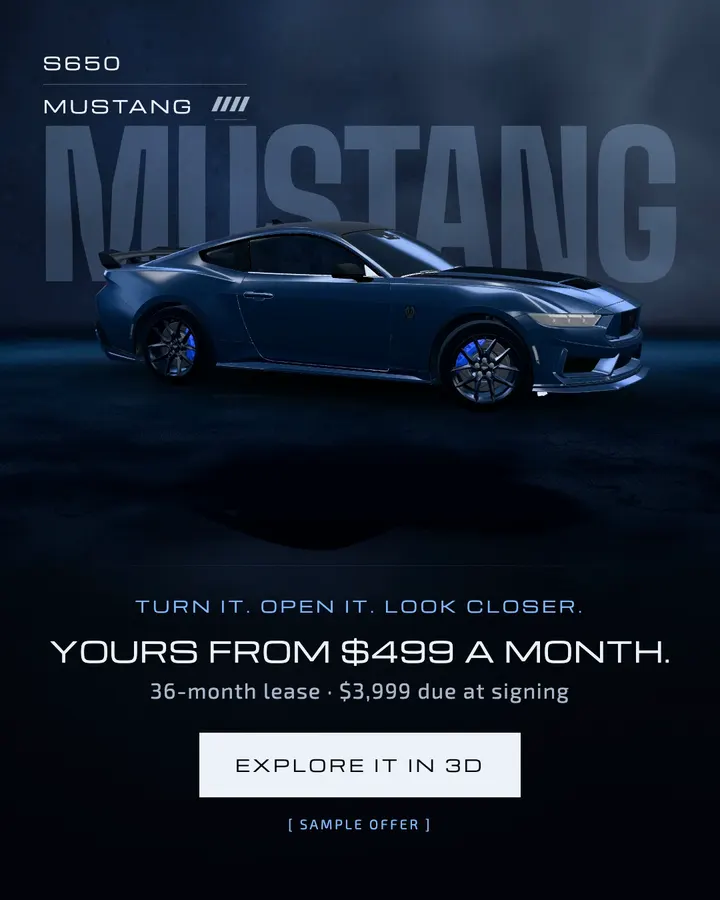 S650
MUSTANG
MUSTANG
TURN IT. OPEN IT. LOOK CLOSER.
YOURS FROM $499 A MONTH.
36-month lease · $3,999 due at signing
EXPLORE IT IN 3D
[ SAMPLE OFFER ]